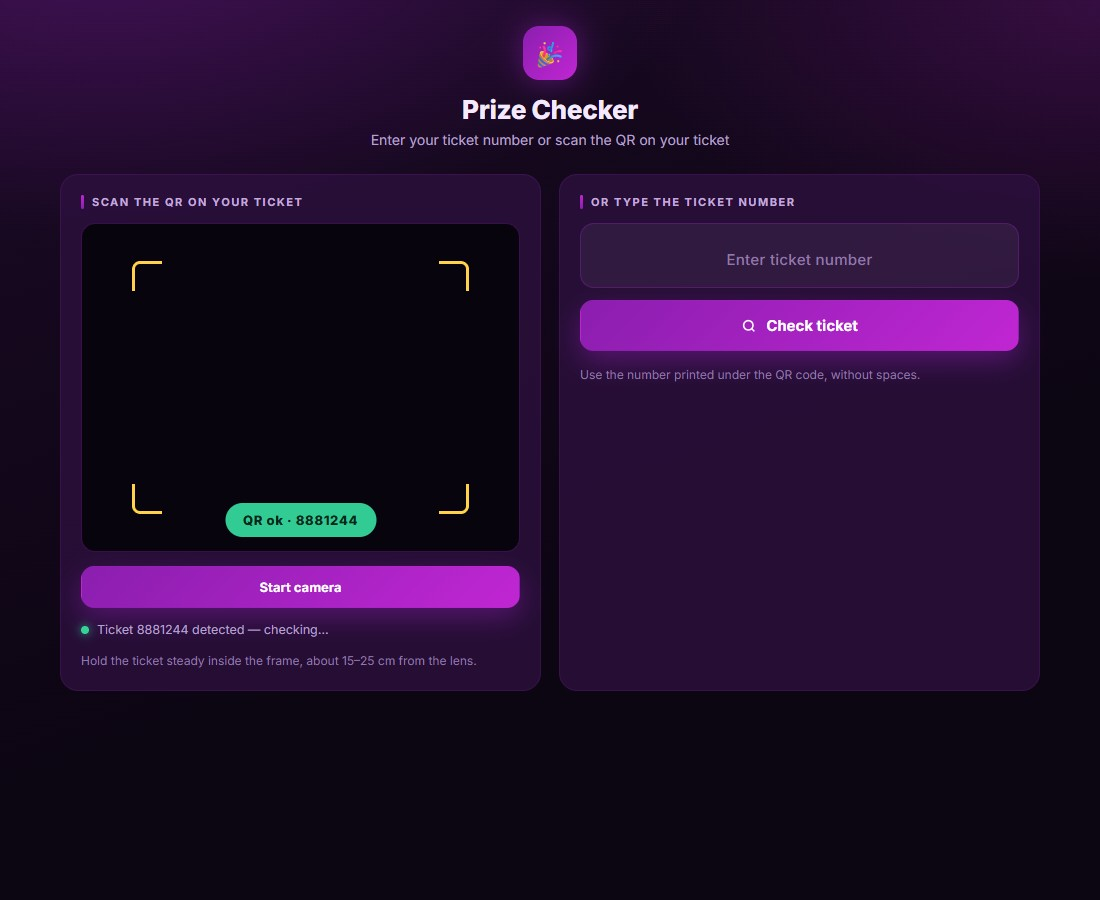 Prize Checker
Enter your ticket number or scan the QR on your ticket
SCAN THE QR ON YOUR TICKET
QR ok · 8881244
Start camera
Ticket 8881244 detected — checking...
Hold the ticket steady inside the frame, about 15–25 cm from the lens.
OR TYPE THE TICKET NUMBER
Enter ticket number
Check ticket
Use the number printed under the QR code, without spaces.